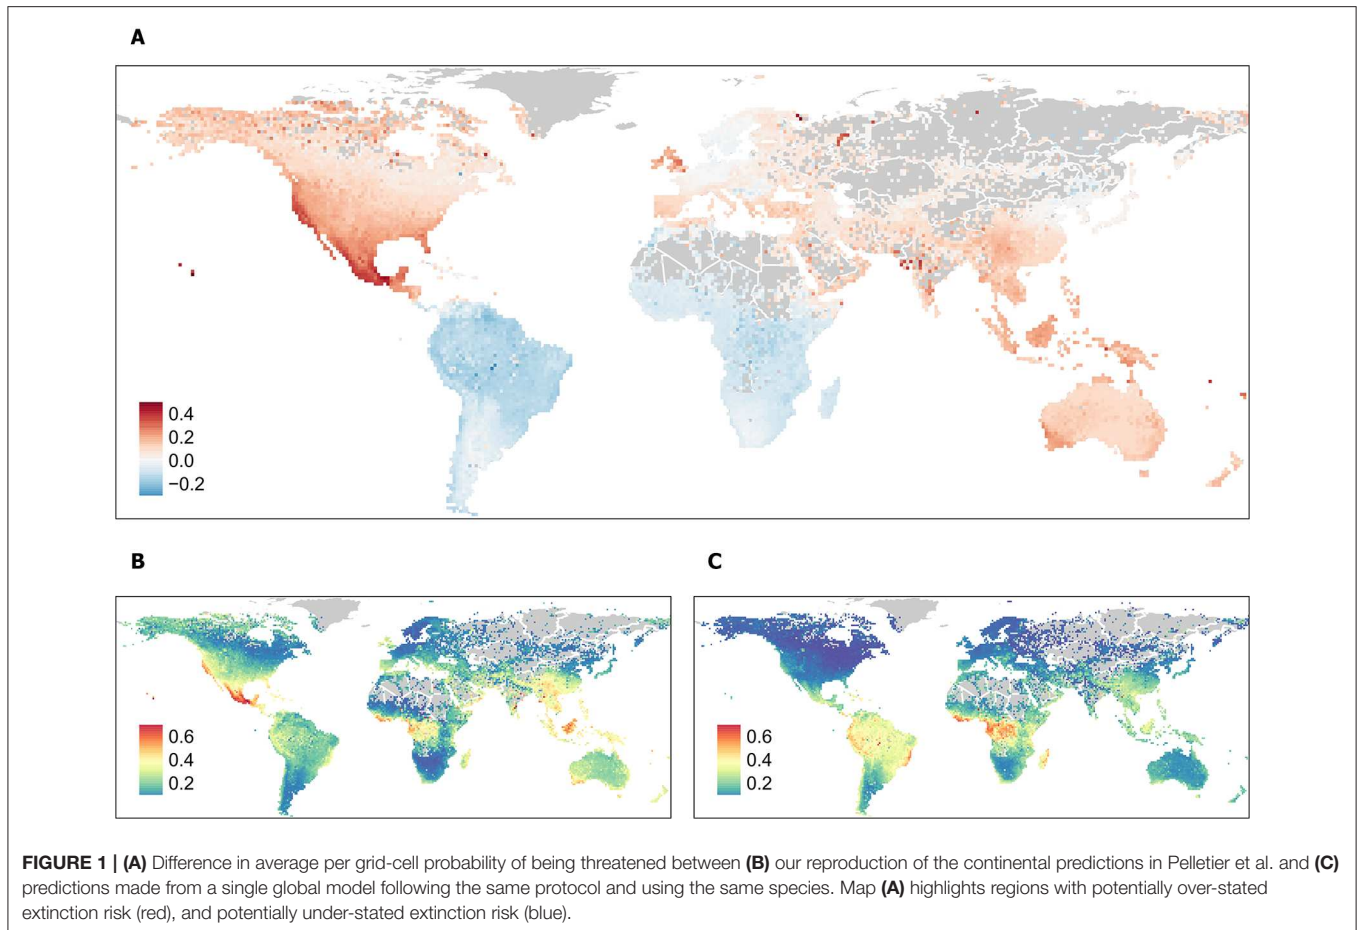 A
0.4
0.2
0.0
−0.2
B
C
0.6
0.4
0.2
0.6
0.4
0.2
FIGURE 1 | (A) Difference in average per grid-cell probability of being threatened between (B) our reproduction of the continental predictions in Pelletier et al. and (C)
predictions made from a single global model following the same protocol and using the same species. Map (A) highlights regions with potentially over-stated
extinction risk (red), and potentially under-stated extinction risk (blue).